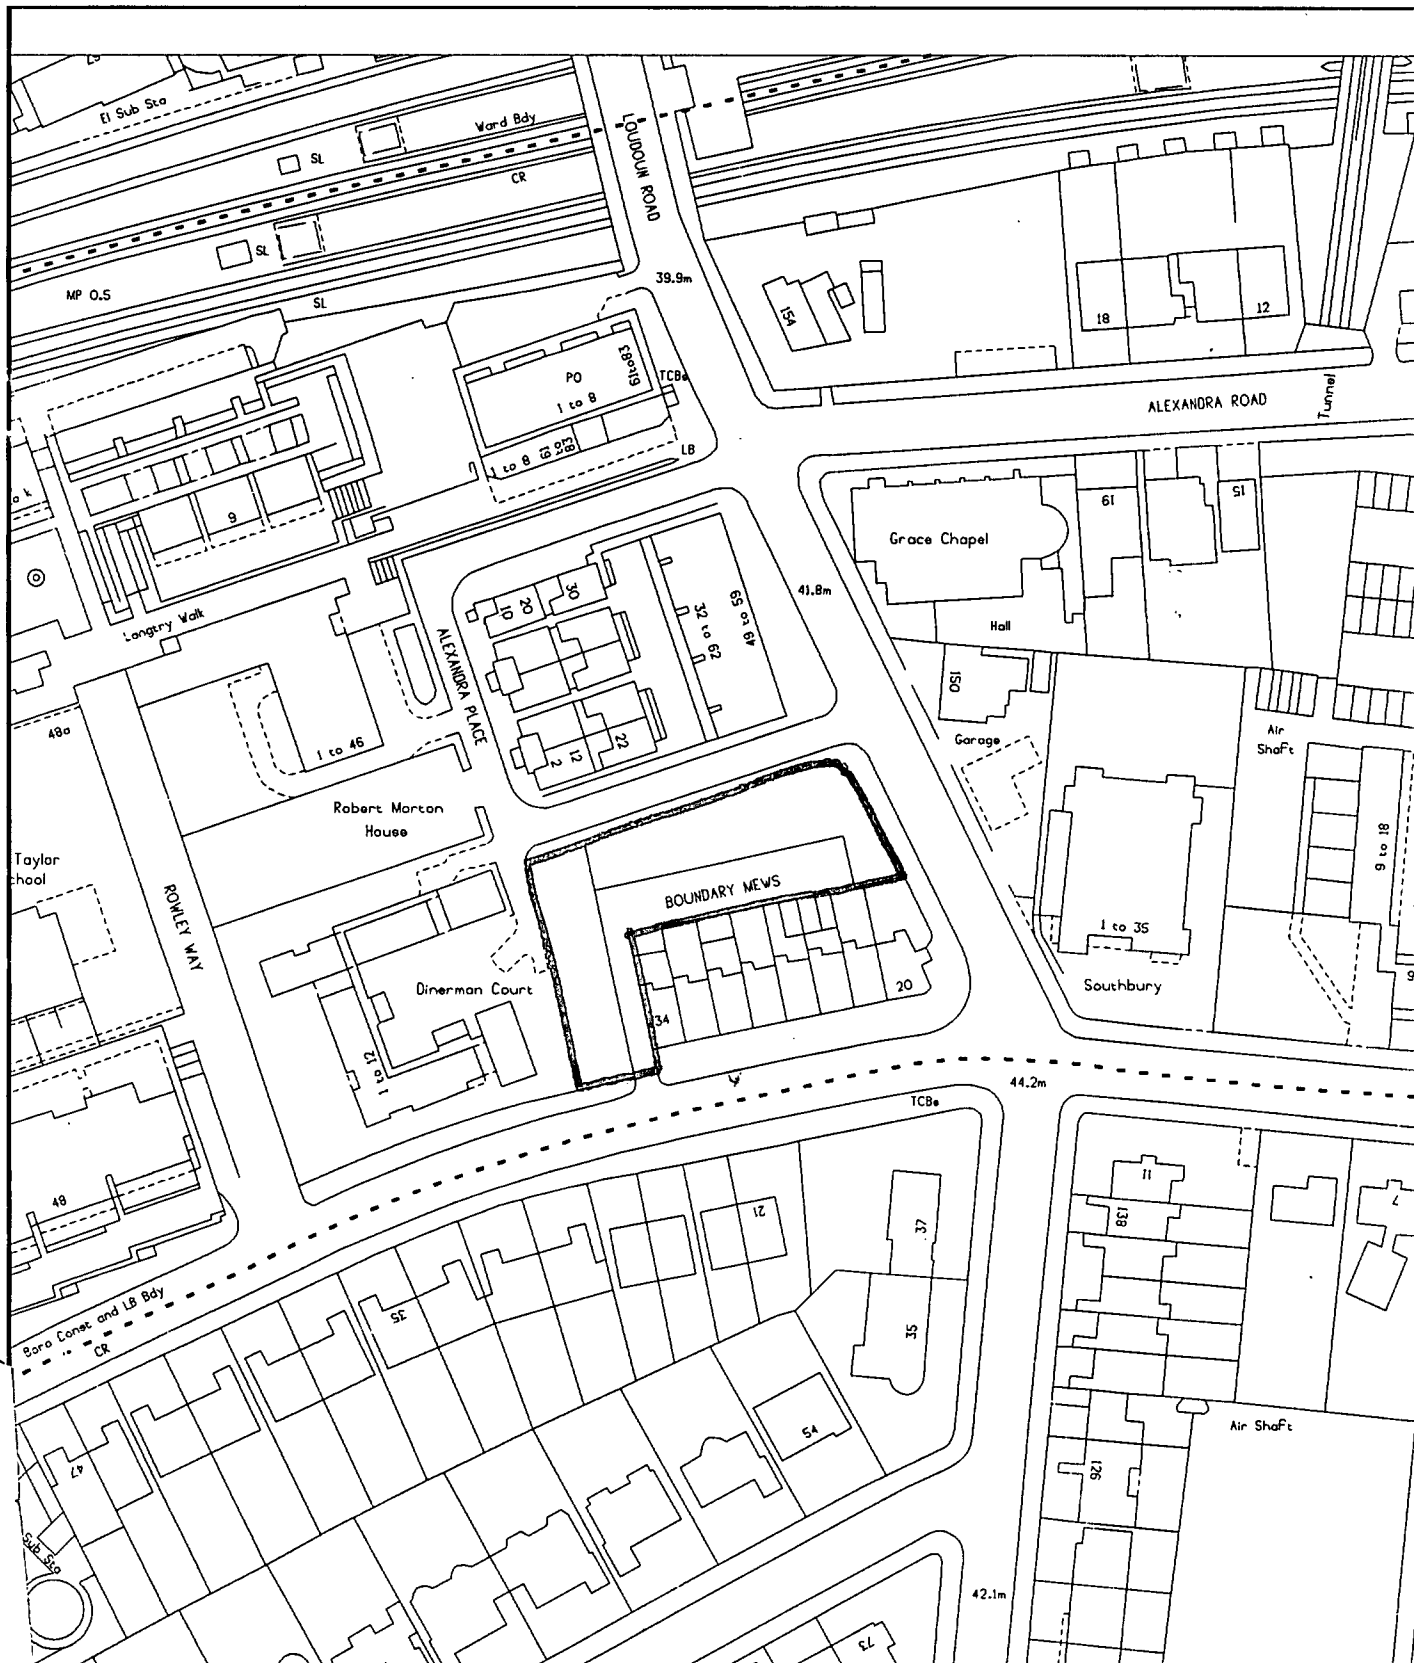 El Sub Sta
Ward Bdy
LOUDOUN ROAD
SL
CR
SL
MP 0.5
SL
39.9m
154
18
12
61to83
PO
TCBs
1 to 8
ALEXANDRA ROAD
Tunnel
1 to 8
61 to 83
LB
6
19
15
Grace Chapel
Langtry Walk
10
20
30
32 to 62
49 to 59
41.8m
Hall
ALEXANDRA PLACE
150
48a
1 to 46
2
12
22
Garage
Air
Shaft
Robert Morton
House
Taylor
chool
9 to 18
ROWLEY WAY
BOUNDARY MEWS
1 to 35
Dinerman Court
20
Southbury
34
1 to 12
44.2m
TCBs
48
11
138
7
21
37
Boro Const and LB Bdy
CR
35
35
54
Air Shaft
47
126
Sub Sta
42.1m
73